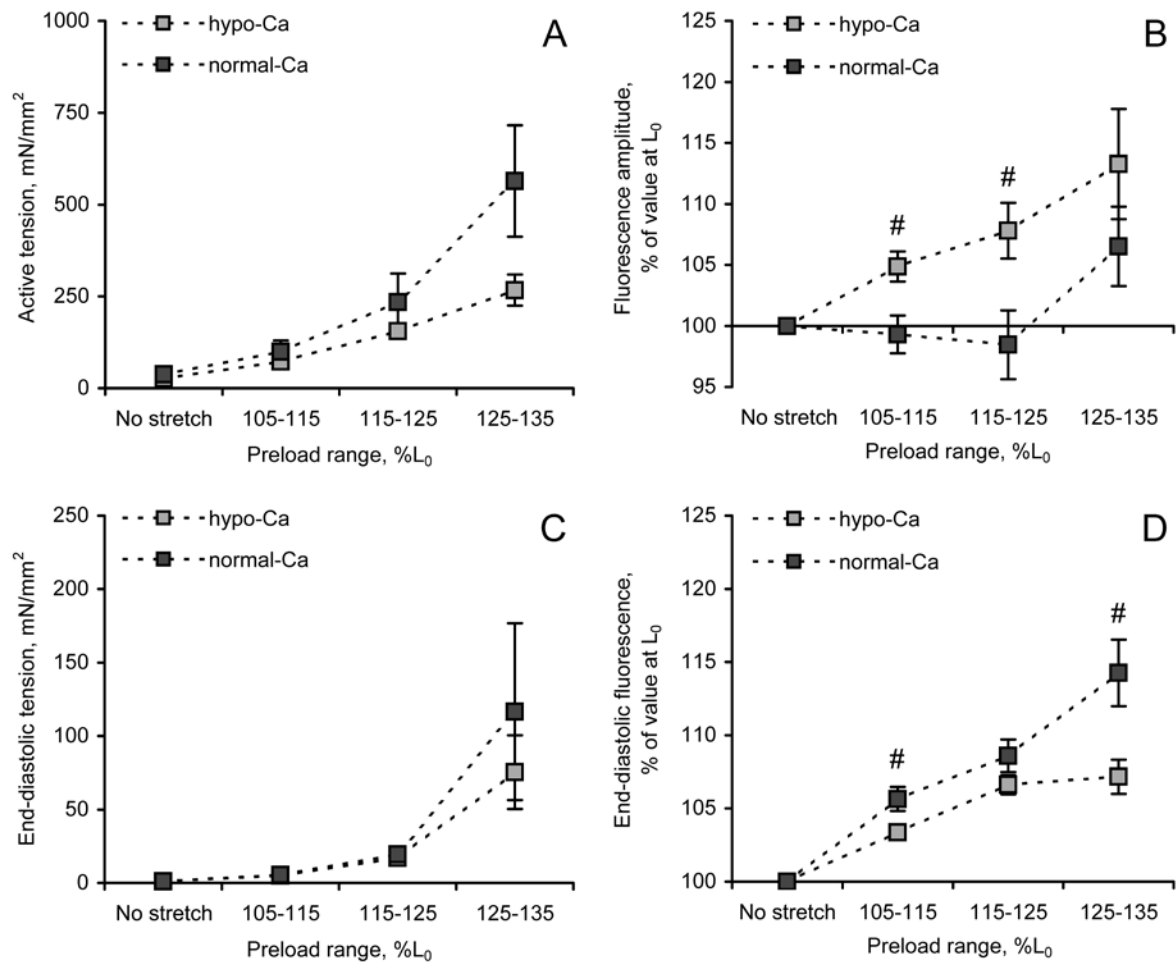 A
hypo-Ca
normal-Ca
Active tension, mN/mm²
1000
750
500
250
0
No stretch 105-115 115-125 125-135
Preload range, %L₀
B
hypo-Ca
normal-Ca
Fluorescence amplitude,
% of value at L₀
125
120
115
110
105
100
95
# #
No stretch 105-115 115-125 125-135
Preload range, %L₀
C
hypo-Ca
normal-Ca
End-diastolic tension, mN/mm²
250
200
150
100
50
0
No stretch 105-115 115-125 125-135
Preload range, %L₀
D
hypo-Ca
normal-Ca
End-diastolic fluorescence,
% of value at L₀
125
120
115
110
105
100
# #
No stretch 105-115 115-125 125-135
Preload range, %L₀